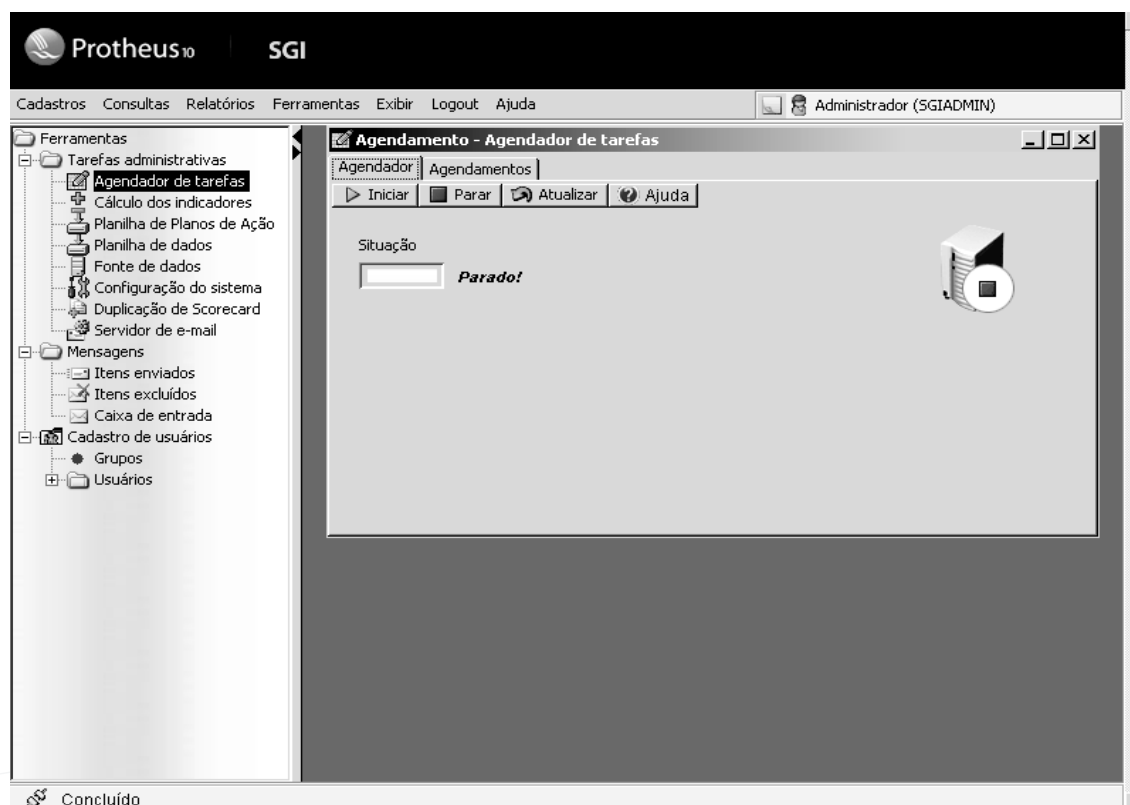 Protheus10 SGI
Cadastros Consultas Relatórios Ferramentas Exibir Logout Ajuda Administrador (SGIADMIN)
Ferramentas
Tarefas administrativas
Agendador de tarefas
Cálculo dos indicadores
Planilha de Planos de Ação
Planilha de dados
Fonte de dados
Configuração do sistema
Duplicação de Scorecard
Servidor de e-mail
Mensagens
Itens enviados
Itens excluídos
Caixa de entrada
Cadastro de usuários
Grupos
Usuários
Agendamento - Agendador de tarefas
Agendador Agendamentos
Iniciar Parar Atualizar Ajuda
Situação
Parado!
Concluído